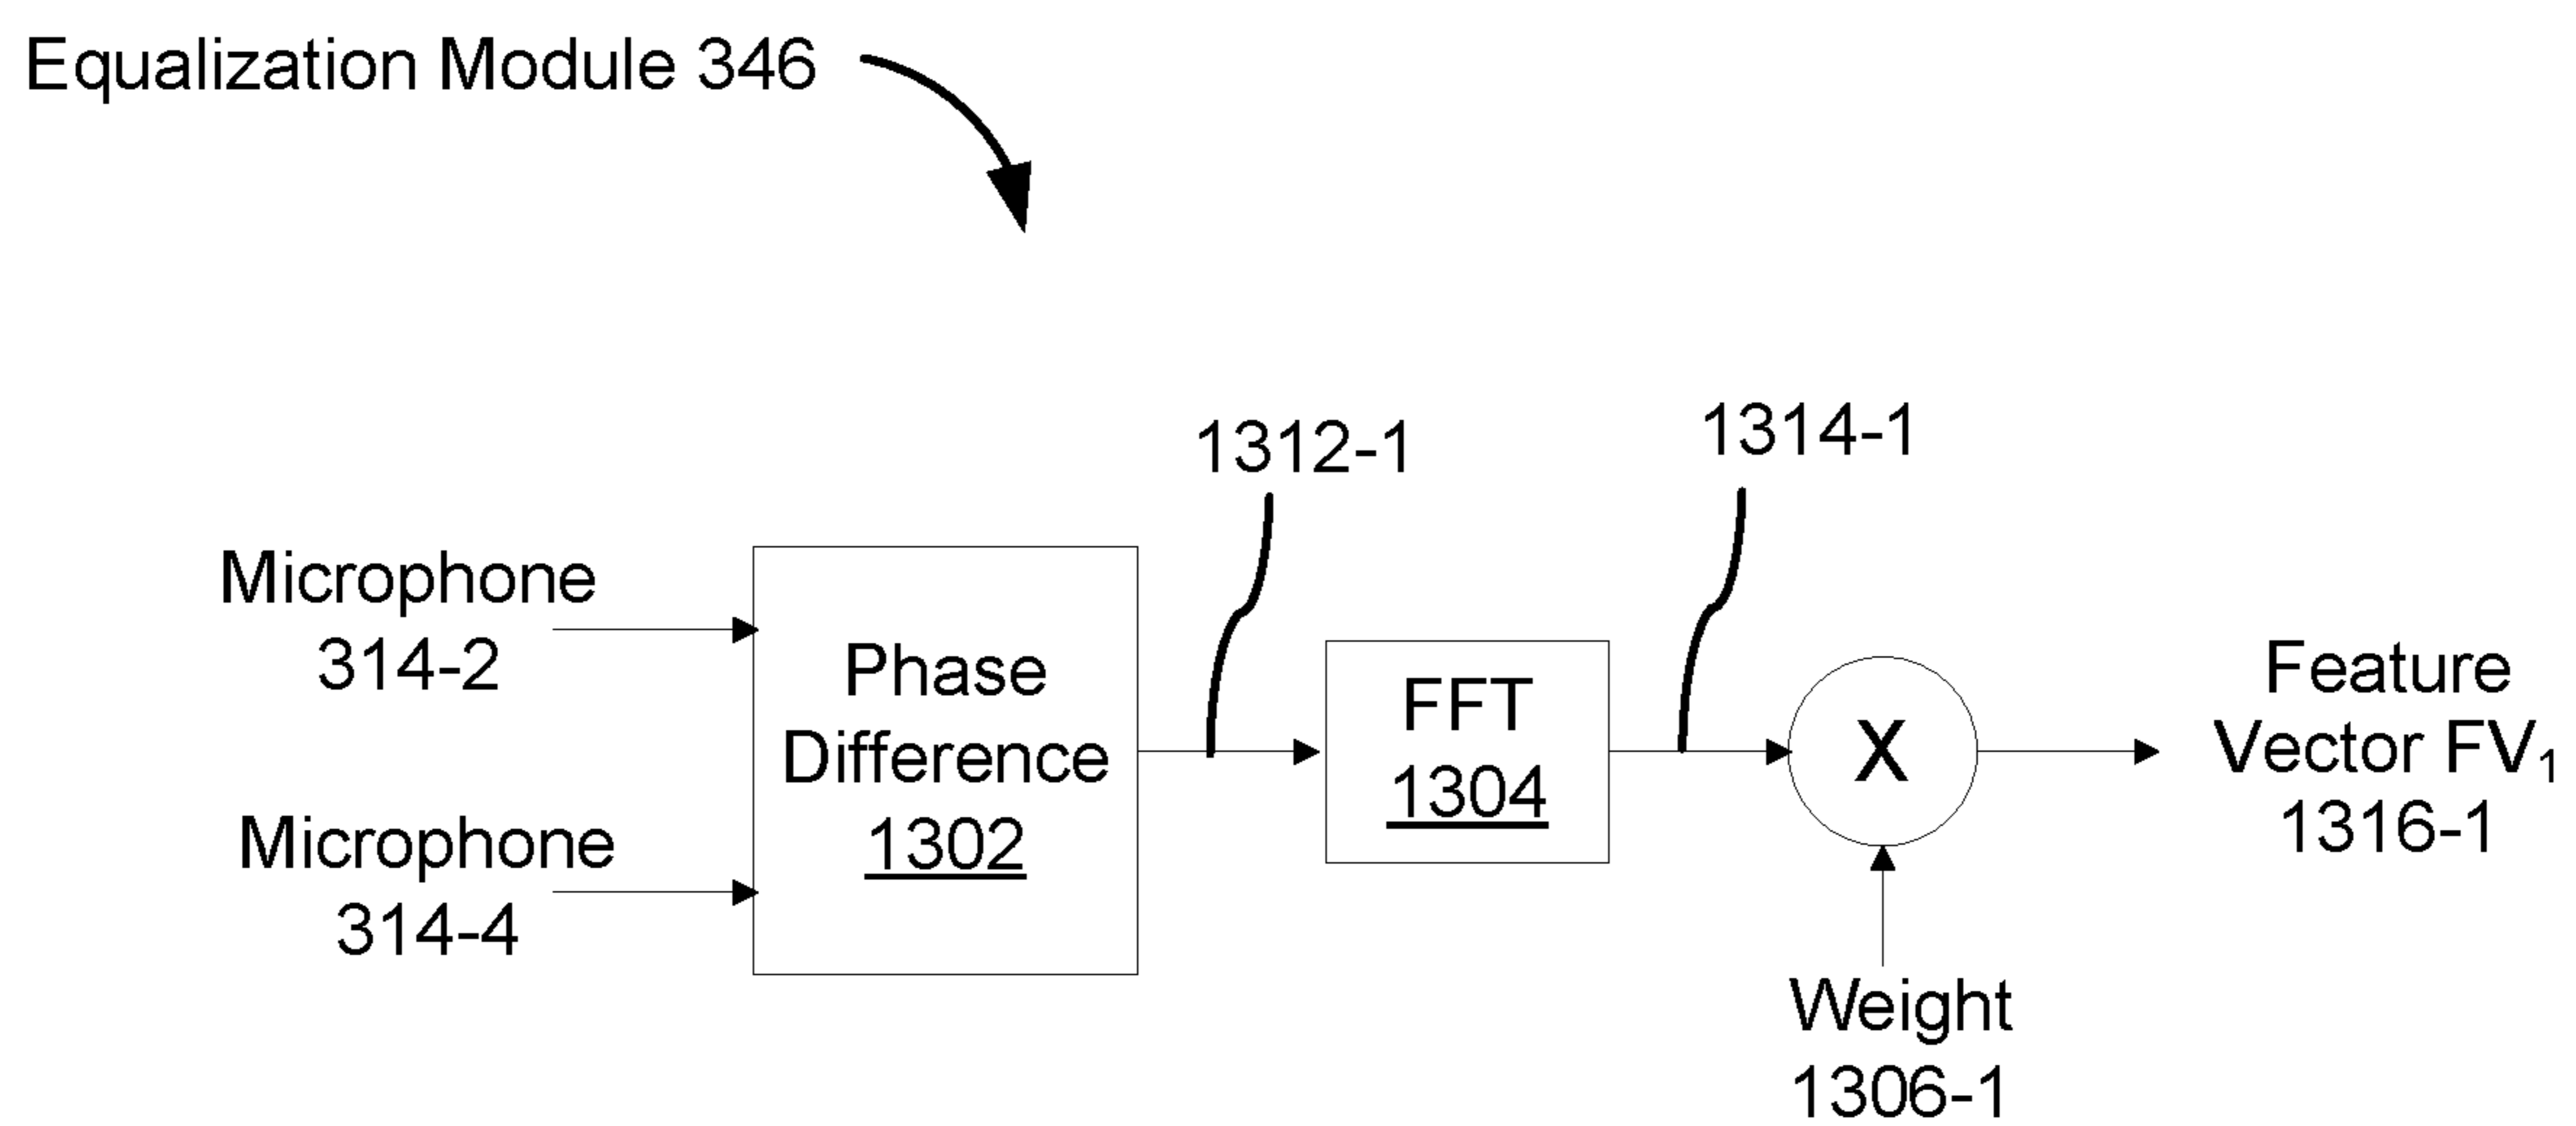 Equalization Module 346
1312-1
1314-1
Microphone
314-2
Microphone
314-4
Phase
Difference
1302
FFT
1304
X
Weight
1306-1
Feature
Vector FV₁
1316-1